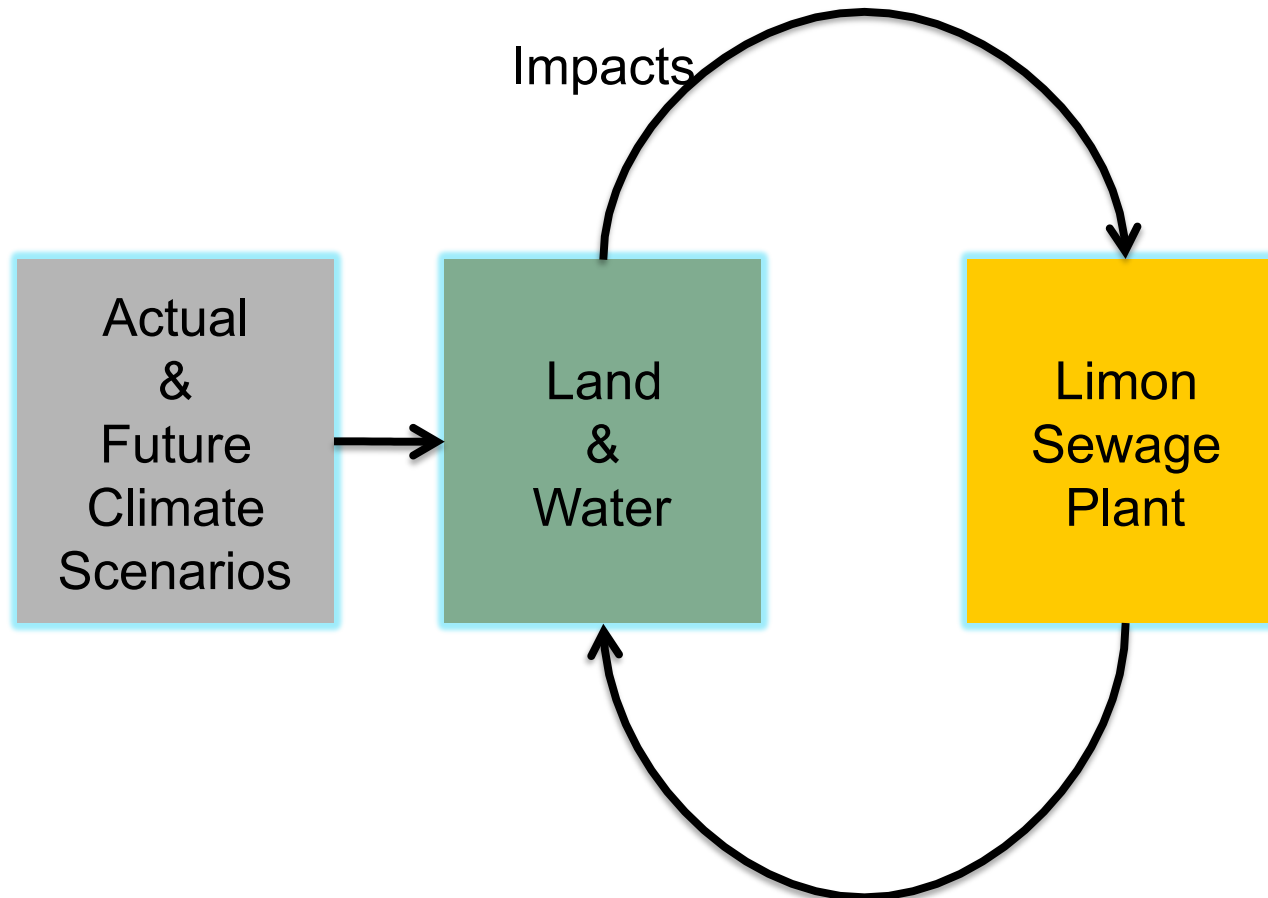 Impacts
Actual
&
Future
Climate
Scenarios
Land
&
Water
Limon
Sewage
Plant